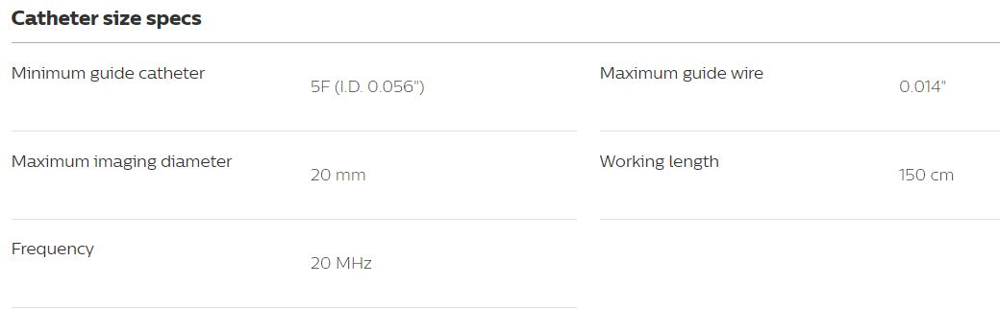 Catheter size specs
Minimum guide catheter
5F (I.D. 0.056")
Maximum guide wire
0.014"
Maximum imaging diameter
20 mm
Working length
150 cm
Frequency
20 MHz